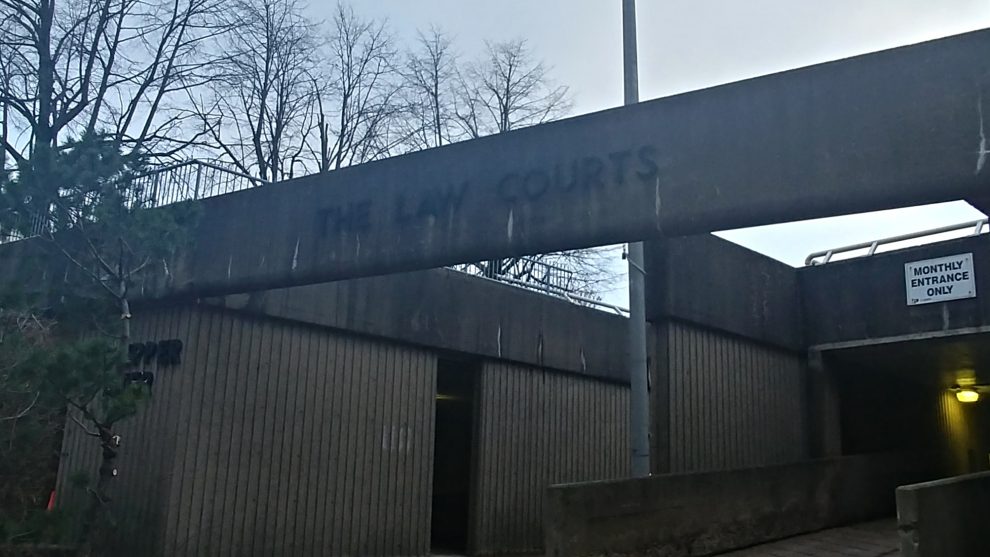 THE LAW COURTS
MONTHLY
ENTRANCE
ONLY